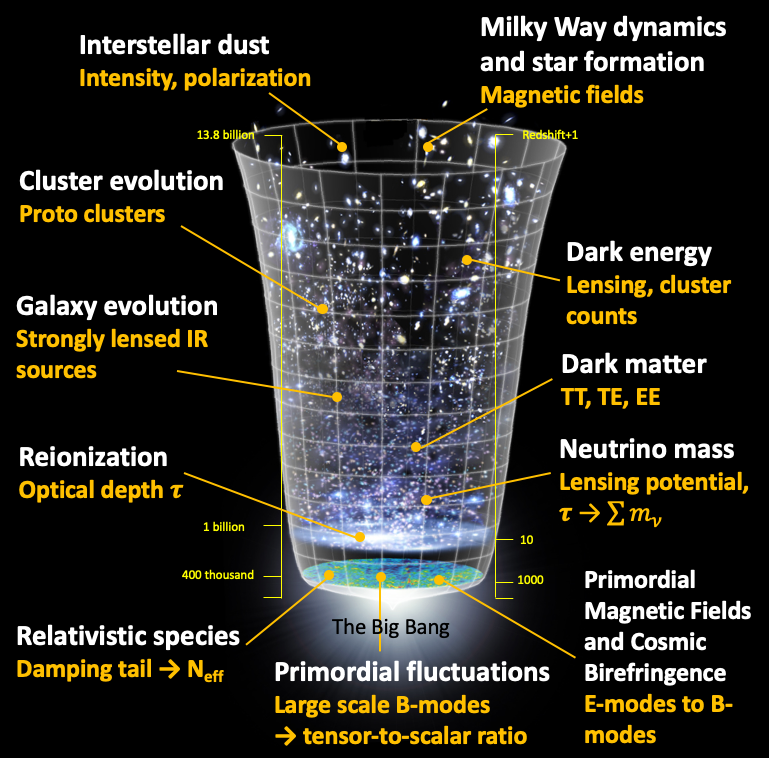 Interstellar dust
Intensity, polarization
Milky Way dynamics
and star formation
Magnetic fields
13.8 billion
Redshift+1
Cluster evolution
Proto clusters
Dark energy
Lensing, cluster
counts
Galaxy evolution
Strongly lensed IR
sources
Dark matter
TT, TE, EE
Reionization
Optical depth τ
Neutrino mass
Lensing potential,
τ → ∑ mᵥ
1 billion
10
400 thousand
1000
The Big Bang
Relativistic species
Damping tail → Neff
Primordial fluctuations
Large scale B-modes
→ tensor-to-scalar ratio
Primordial
Magnetic Fields
and Cosmic
Birefringence
E-modes to B-
modes